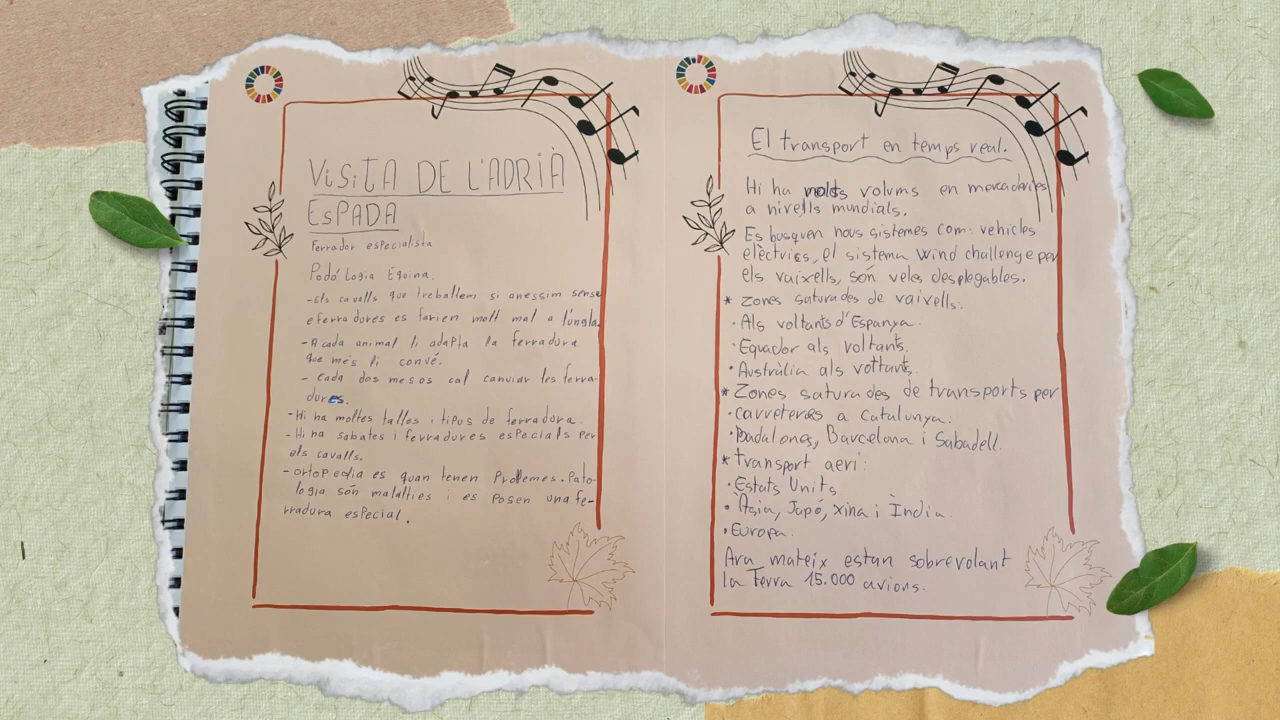 VISITA DE L'ADRIÀ
ESPADA
Ferrador especialista
Podò logia Equina.
-Els cavalls que treballem si anessim sense
eferradores es farien molt mal a l'úngla.
-A cada animal li adapta la ferradura
que més li convé.
- Cada dos mesos cal canviar les ferra-
dures.
-Hi ha moltes talles i tipus de ferradura.
-Hi ha sabates i ferradures especials per
els cavalls.
-ortopedia es quan tenen Problemes-Pato-
logia són malalties i es posen una fe-
rradura especial.
El transport en temps real.
Hi ha molts volums en mercaderies
a nivells mundials.
Es busquen nous sistemes com: vehicles
elèctrics, el sistema Wind challenge per
els vaixells, són veles desplegables.
* Zones saturades de vaixells:
· Als voltants d'Espanya.
· Equador als voltants.
· Austràlia als voltants.
* Zones saturades de transports per
· carreteres a Catalunya:
· Badalona, Barcelona i Sabadell.
* transport aeri:
· Estats Units
· Àsia, Japó, Xina i Índia.
· Europa.
Ara mateix estan sobrevolant
la Terra 15.000 avions.